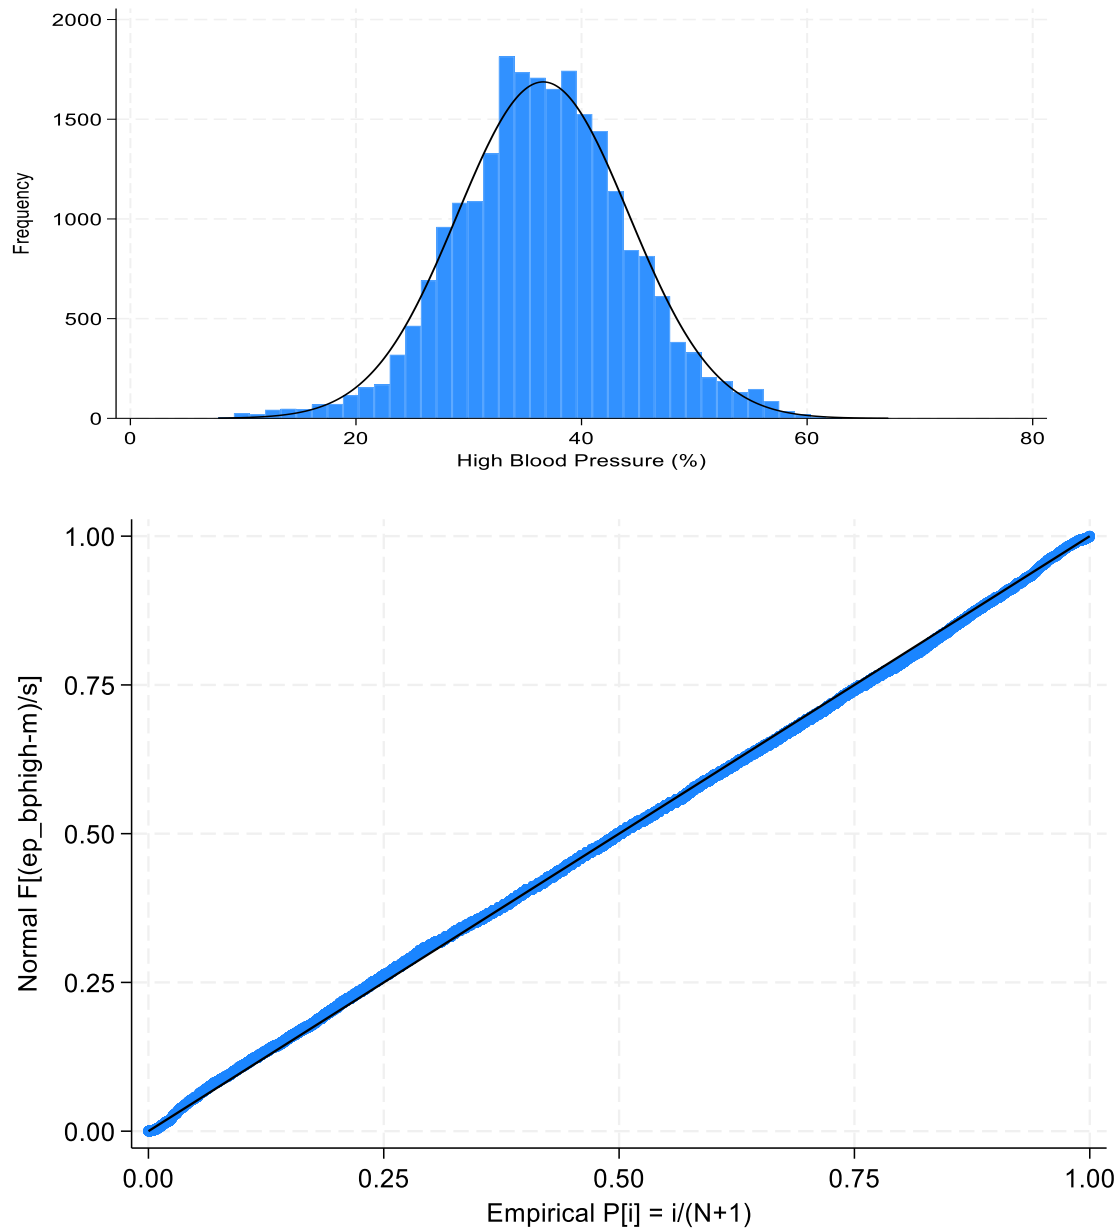 2000
1500
1000
500
0
Frequency
0 20 40 60 80
High Blood Pressure (%)
1.00
0.75
0.50
0.25
0.00
Normal F[(ep_bphigh-m)/s]
0.00 0.25 0.50 0.75 1.00
Empirical P[i] = i/(N+1)